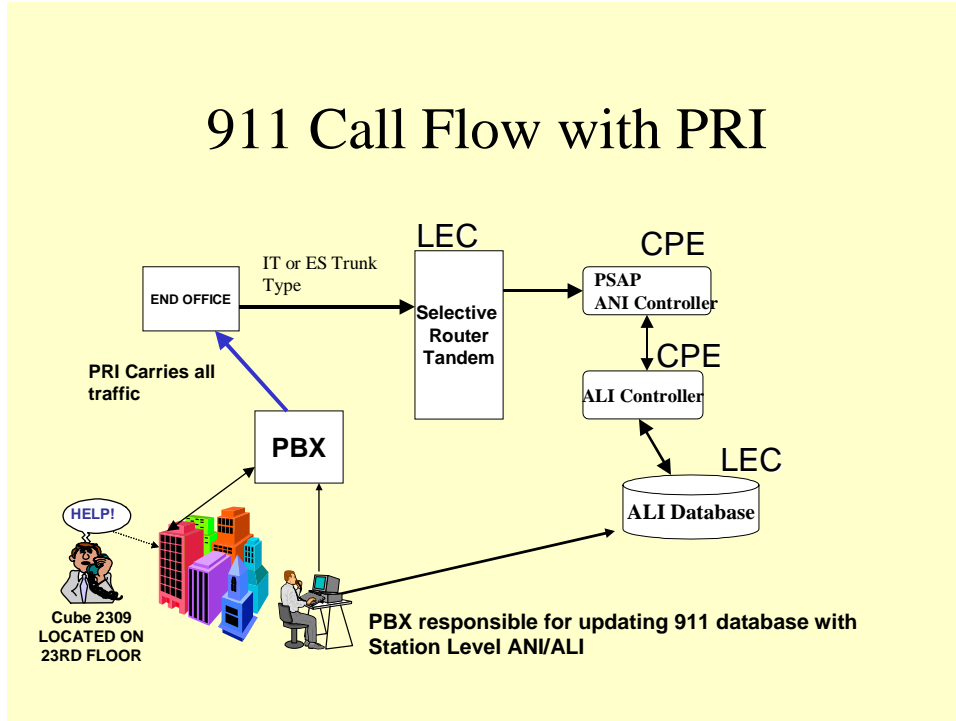 911 Call Flow with PRI
LEC
CPE
IT or ES Trunk
Type
END OFFICE
PSAP
ANI Controller
Selective
Router
Tandem
CPE
PRI Carries all
traffic
ALI Controller
PBX
LEC
HELP!
ALI Database
Cube 2309
LOCATED ON
23RD FLOOR
PBX responsible for updating 911 database with
Station Level ANI/ALI